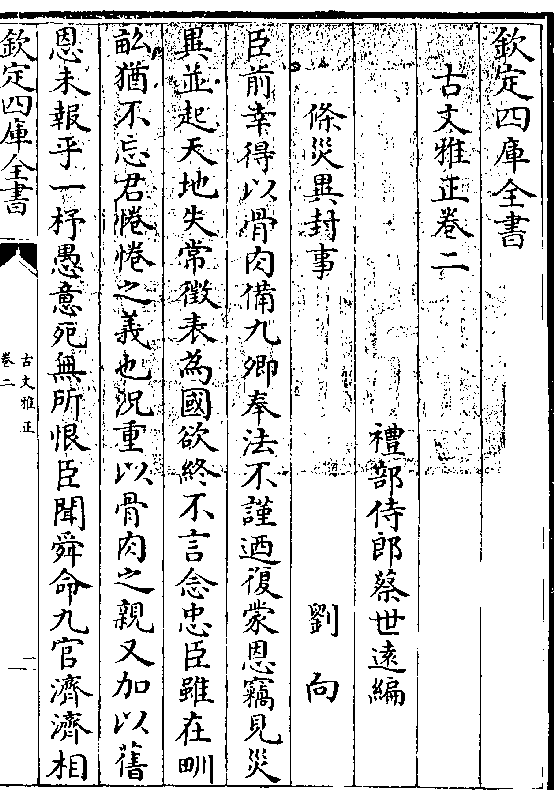 欽定四庫全書
古文雅正卷二
禮部侍郎蔡世遠編
條災異封事 劉向
臣前幸得以骨肉備九卿奉法不謹迺復蒙恩竊見災
異並起天地失常徵表為國欲終不言念忠臣雖在甽
畝猶不忘君惓惓之義也況重以骨肉之親又加以舊
恩未報乎一杼愚意死無所恨臣聞舜命九官濟濟相
欽定四庫全書
古文雅正
卷二
一